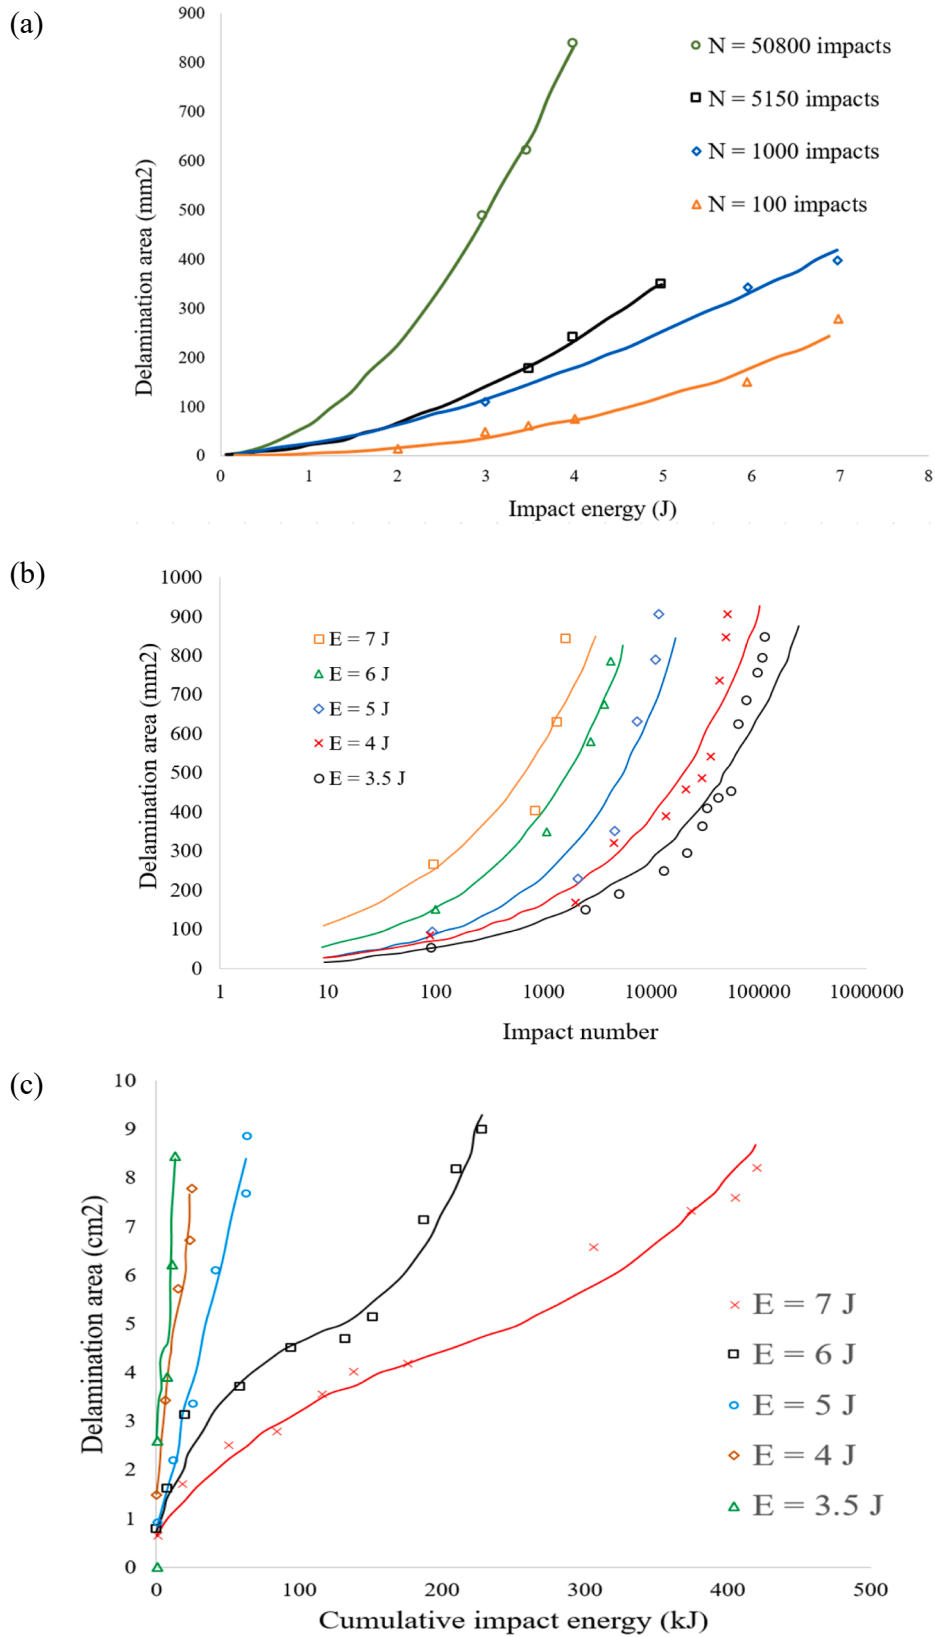 (a)
900
800
700
600
500
400
300
200
100
0
Delamination area (mm2)
N = 50800 impacts
N = 5150 impacts
N = 1000 impacts
N = 100 impacts
0 1 2 3 4 5 6 7 8
Impact energy (J)
(b)
1000
900
800
700
600
500
400
300
200
100
0
Delamination area (mm2)
E = 7 J
E = 6 J
E = 5 J
E = 4 J
E = 3.5 J
1 10 100 1000 10000 100000 1000000
Impact number
(c)
10
9
8
7
6
5
4
3
2
1
0
Delamination area (cm2)
E = 7 J
E = 6 J
E = 5 J
E = 4 J
E = 3.5 J
0 100 200 300 400 500
Cumulative impact energy (kJ)